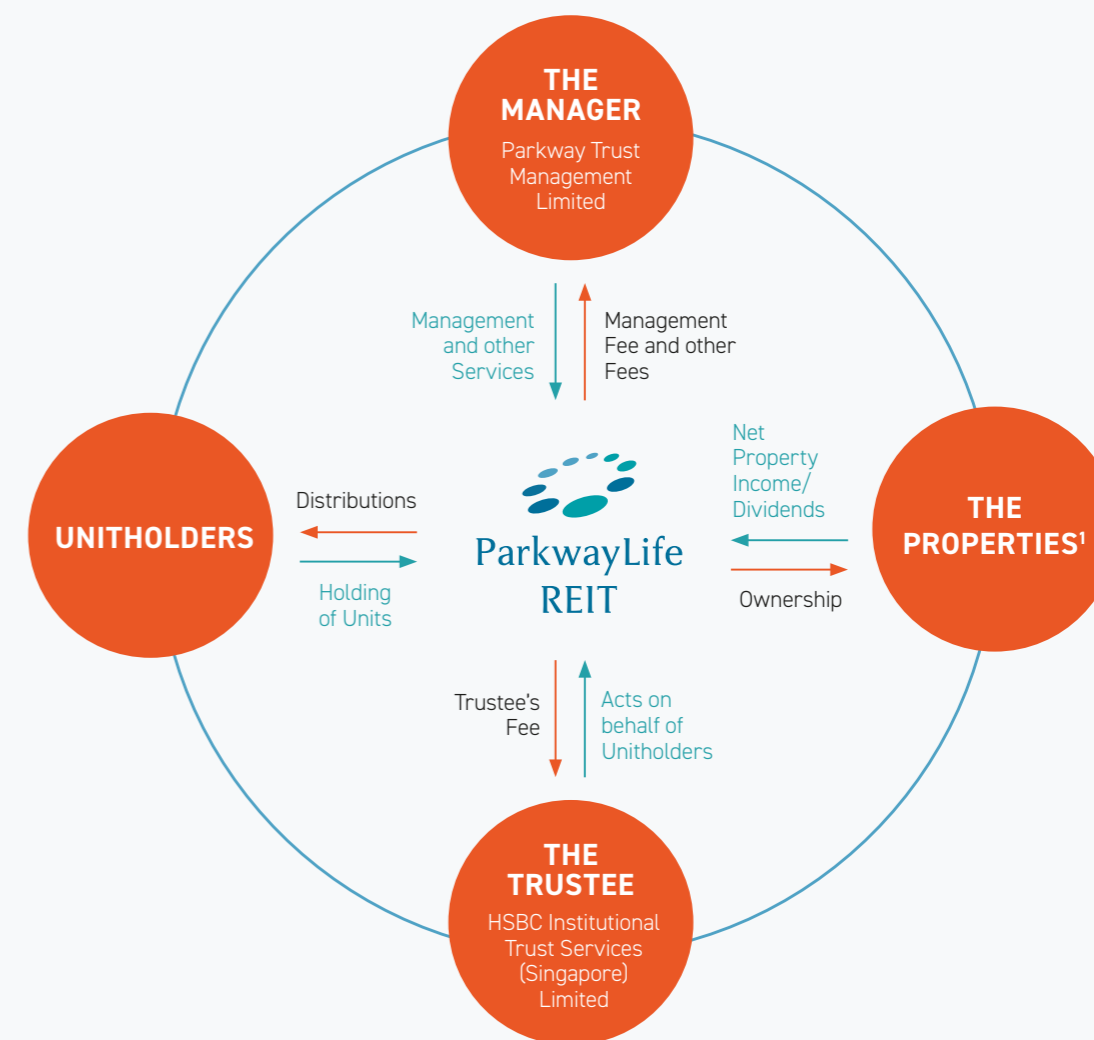 THE
MANAGER
Parkway Trust
Management
Limited
Management
and other
Services
Management
Fee and other
Fees
UNITHOLDERS
Distributions
Holding
of Units
ParkwayLife
REIT
Net
Property
Income/
Dividends
Ownership
THE
PROPERTIES¹
Trustee's
Fee
Acts on
behalf of
Unitholders
THE
TRUSTEE
HSBC Institutional
Trust Services
(Singapore)
Limited